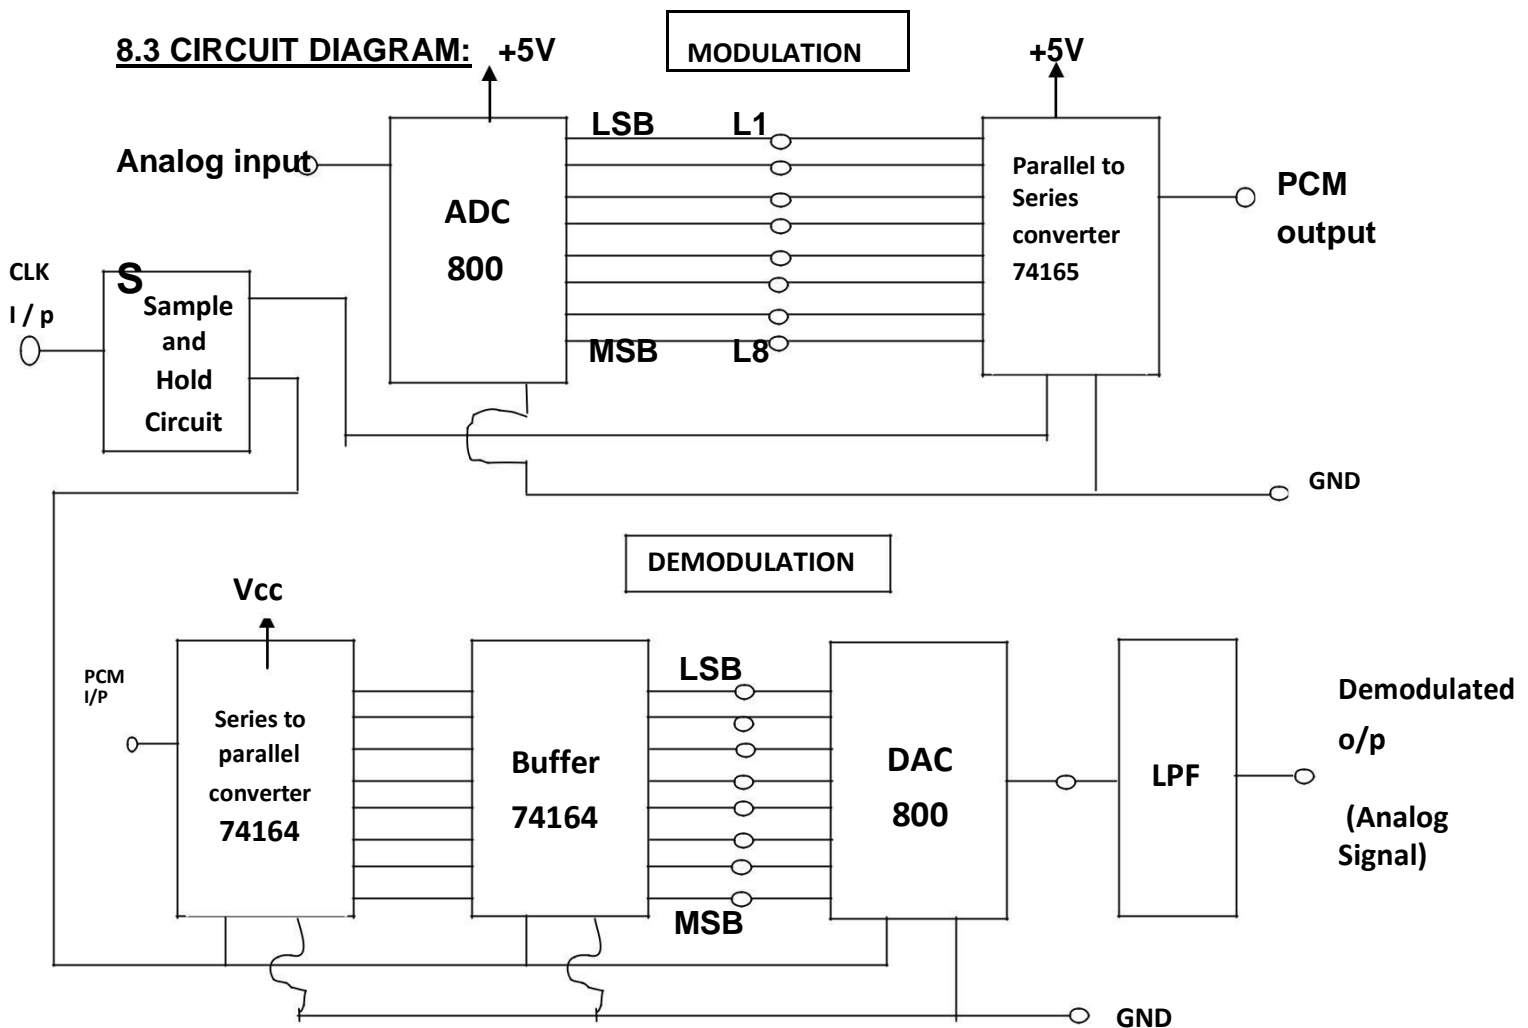 8.3 CIRCUIT DIAGRAM:
+5V
MODULATION
+5V
LSB
L1
Analog input
ADC
800
Parallel to
Series
converter
74165
PCM
output
CLK
I / p
S
Sample
and
Hold
Circuit
MSB
L8
GND
DEMODULATION
Vcc
PCM
I/P
Series to
parallel
converter
74164
Buffer
74164
LSB
MSB
DAC
800
LPF
Demodulated
o/p
(Analog
Signal)
GND